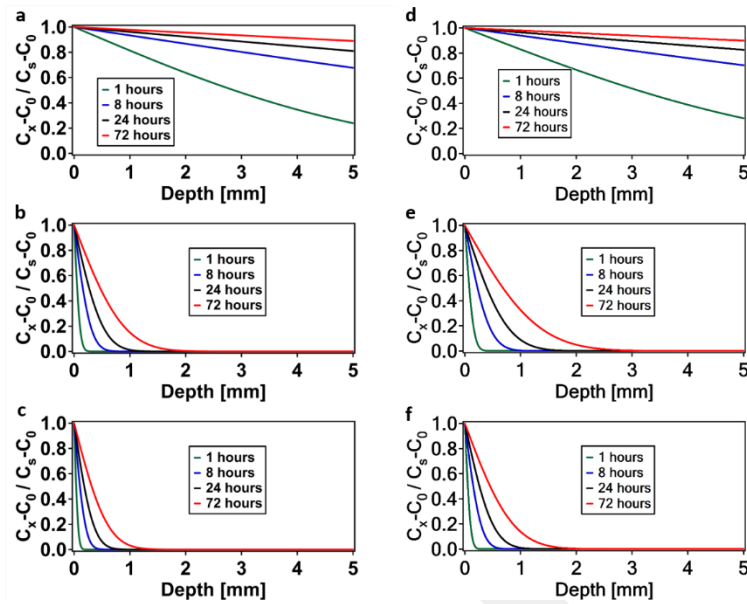 a
C_x-C_0 / C_s-C_0
1.0
0.8
0.6
0.4
0.2
0.0
1 hours
8 hours
24 hours
72 hours
0 1 2 3 4 5
Depth [mm]
d
C_x-C_0 / C_s-C_0
1.0
0.8
0.6
0.4
0.2
0.0
1 hours
8 hours
24 hours
72 hours
0 1 2 3 4 5
Depth [mm]
b
C_x-C_0 / C_s-C_0
1.0
0.8
0.6
0.4
0.2
0.0
1 hours
8 hours
24 hours
72 hours
0 1 2 3 4 5
Depth [mm]
e
C_x-C_0 / C_s-C_0
1.0
0.8
0.6
0.4
0.2
0.0
1 hours
8 hours
24 hours
72 hours
0 1 2 3 4 5
Depth [mm]
c
C_x-C_0 / C_s-C_0
1.0
0.8
0.6
0.4
0.2
0.0
1 hours
8 hours
24 hours
72 hours
0 1 2 3 4 5
Depth [mm]
f
C_x-C_0 / C_s-C_0
1.0
0.8
0.6
0.4
0.2
0.0
1 hours
8 hours
24 hours
72 hours
0 1 2 3 4 5
Depth [mm]